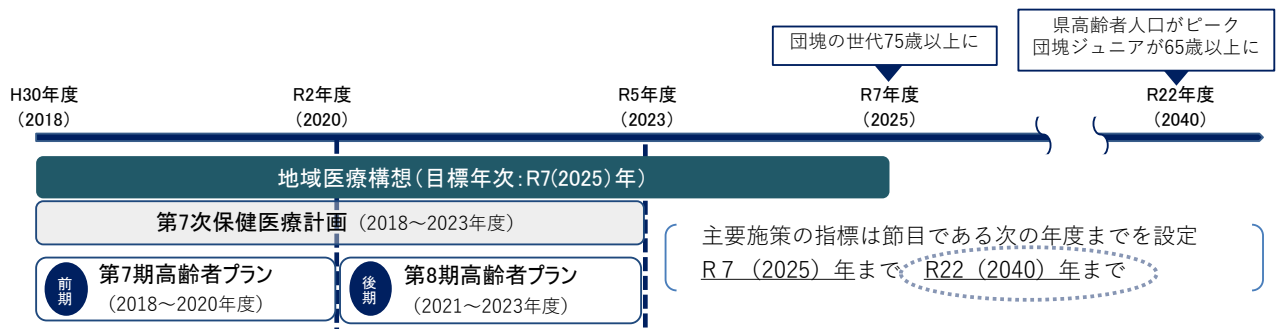 団塊の世代75歳以上に
県高齢者人口がピーク
団塊ジュニアが65歳以上に
H30年度
(2018)
R2年度
(2020)
R5年度
(2023)
R7年度
(2025)
R22年度
(2040)
地域医療構想(目標年次:R7(2025)年)
第7次保健医療計画 (2018～2023年度)
主要施策の指標は節目である次の年度までを設定
R7 (2025) 年まで R22 (2040) 年まで
前期
第7期高齢者プラン
(2018～2020年度)
後期
第8期高齢者プラン
(2021～2023年度)